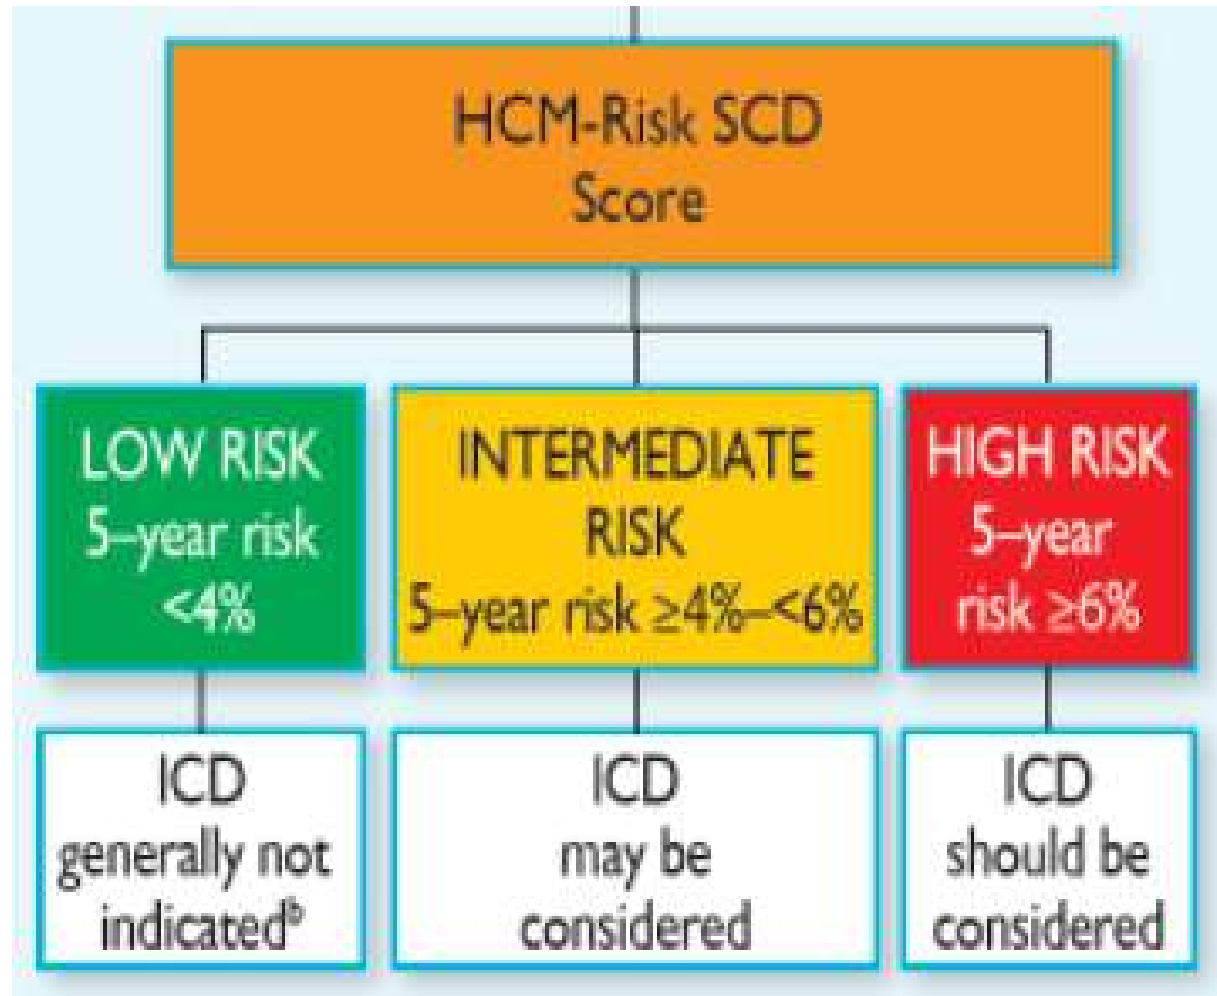 HCM-Risk SCD
Score
LOW RISK
5–year risk
<4%
INTERMEDIATE
RISK
5–year risk ≥4%–<6%
HIGH RISK
5–year
risk ≥6%
ICD
generally not
indicatedᵇ
ICD
may be
considered
ICD
should be
considered